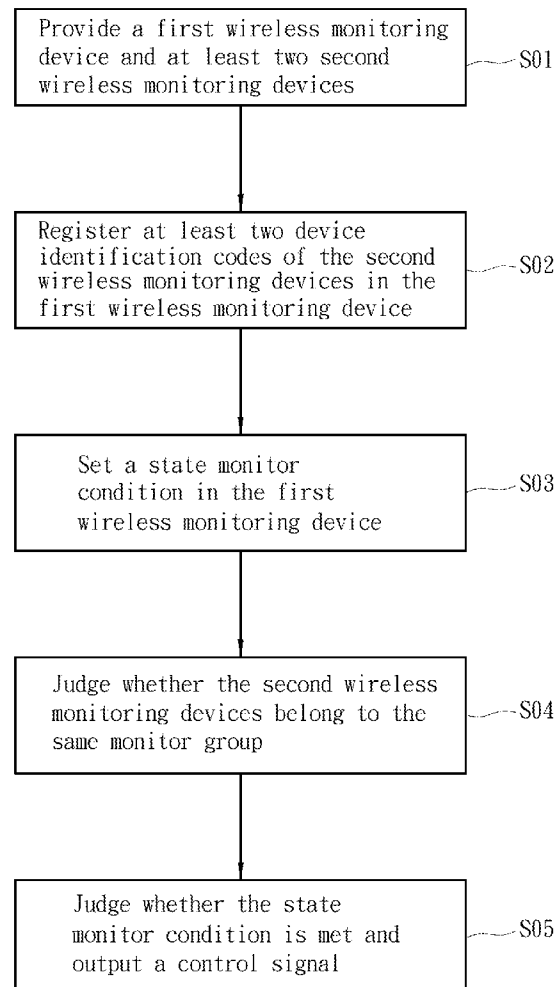 Provide a first wireless monitoring
device and at least two second
wireless monitoring devices
S01
Register at least two device
identification codes of the second
wireless monitoring devices in the
first wireless monitoring device
S02
Set a state monitor
condition in the first
wireless monitoring device
S03
Judge whether the second wireless
monitoring devices belong to the
same monitor group
S04
Judge whether the state
monitor condition is met and
output a control signal
S05